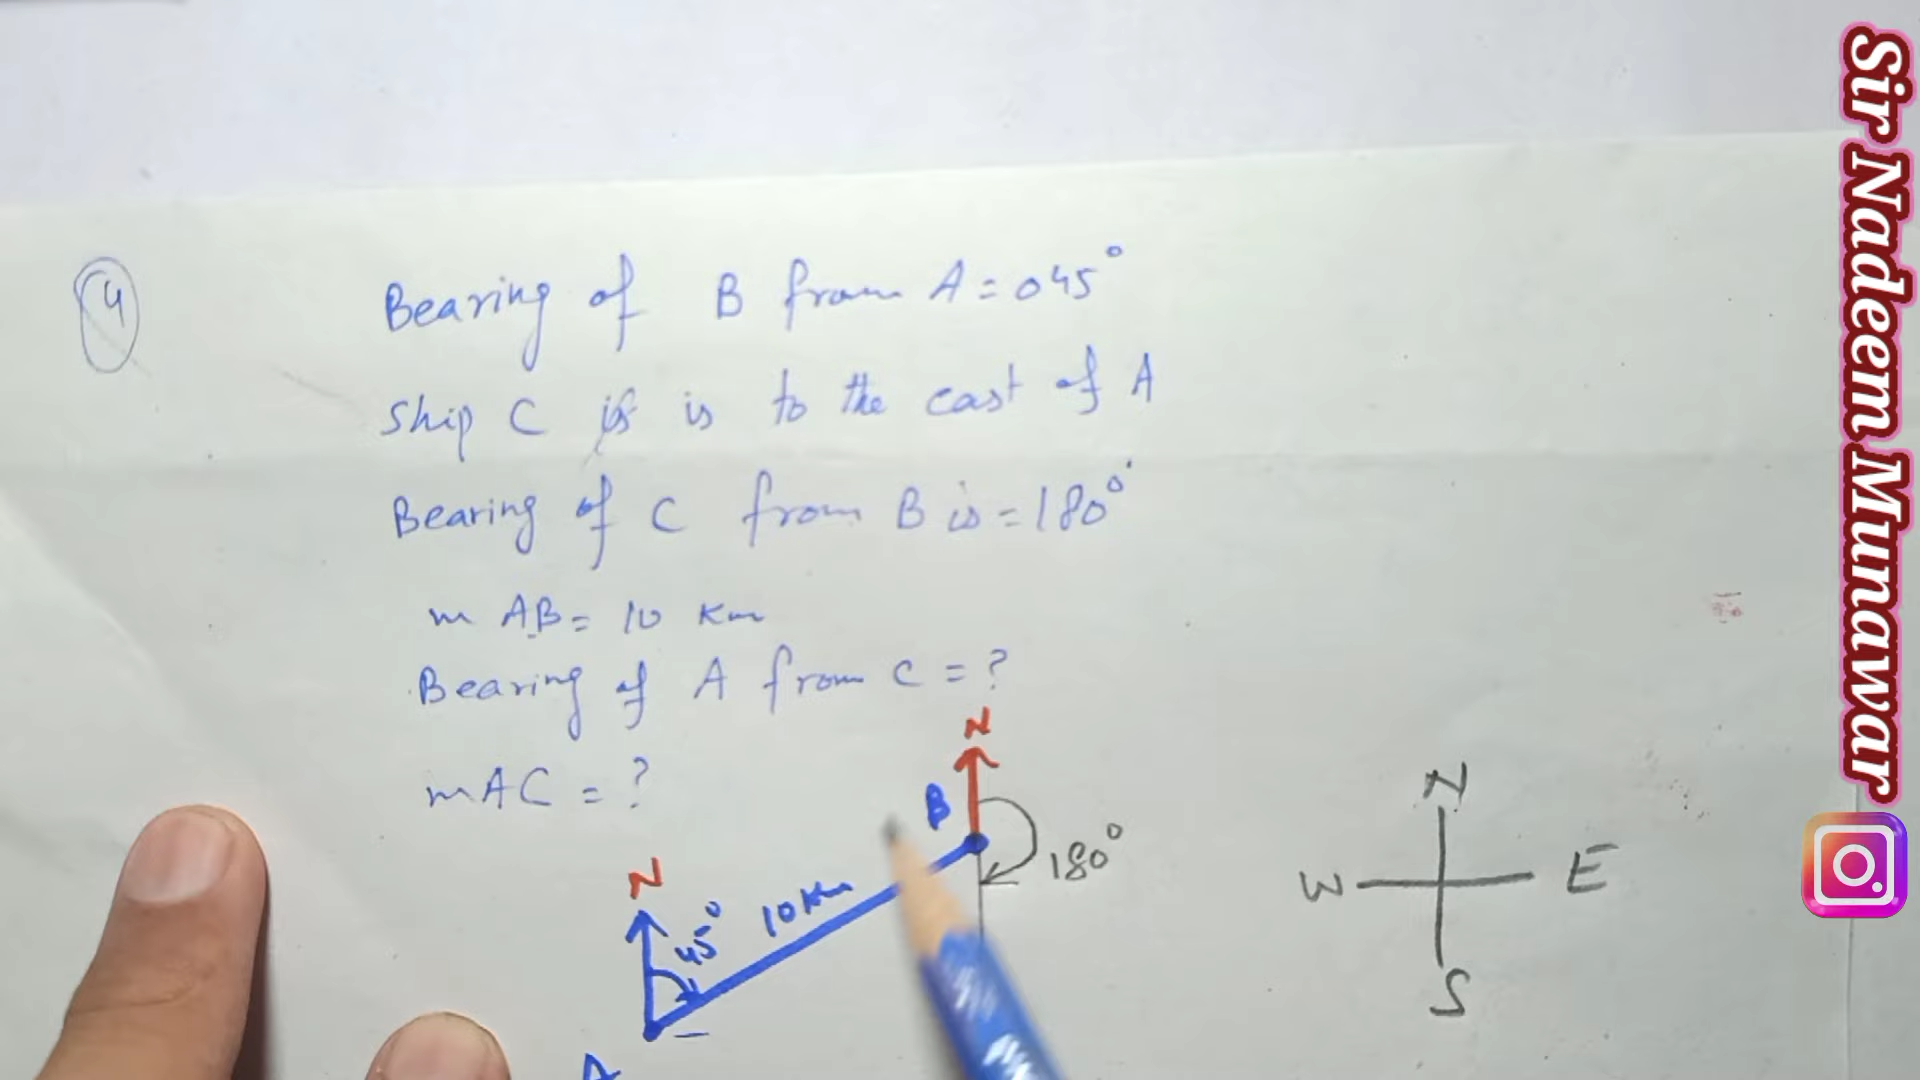 4
Bearing of B from A = 045°
Ship C is is to the east of A
Bearing of C from B is = 180°
m AB = 10 Km
Bearing of A from C = ?
mAC = ?
N
B
180°
N
45°
10 Km
A
N
W E
S
Sir Nadeem Munawar